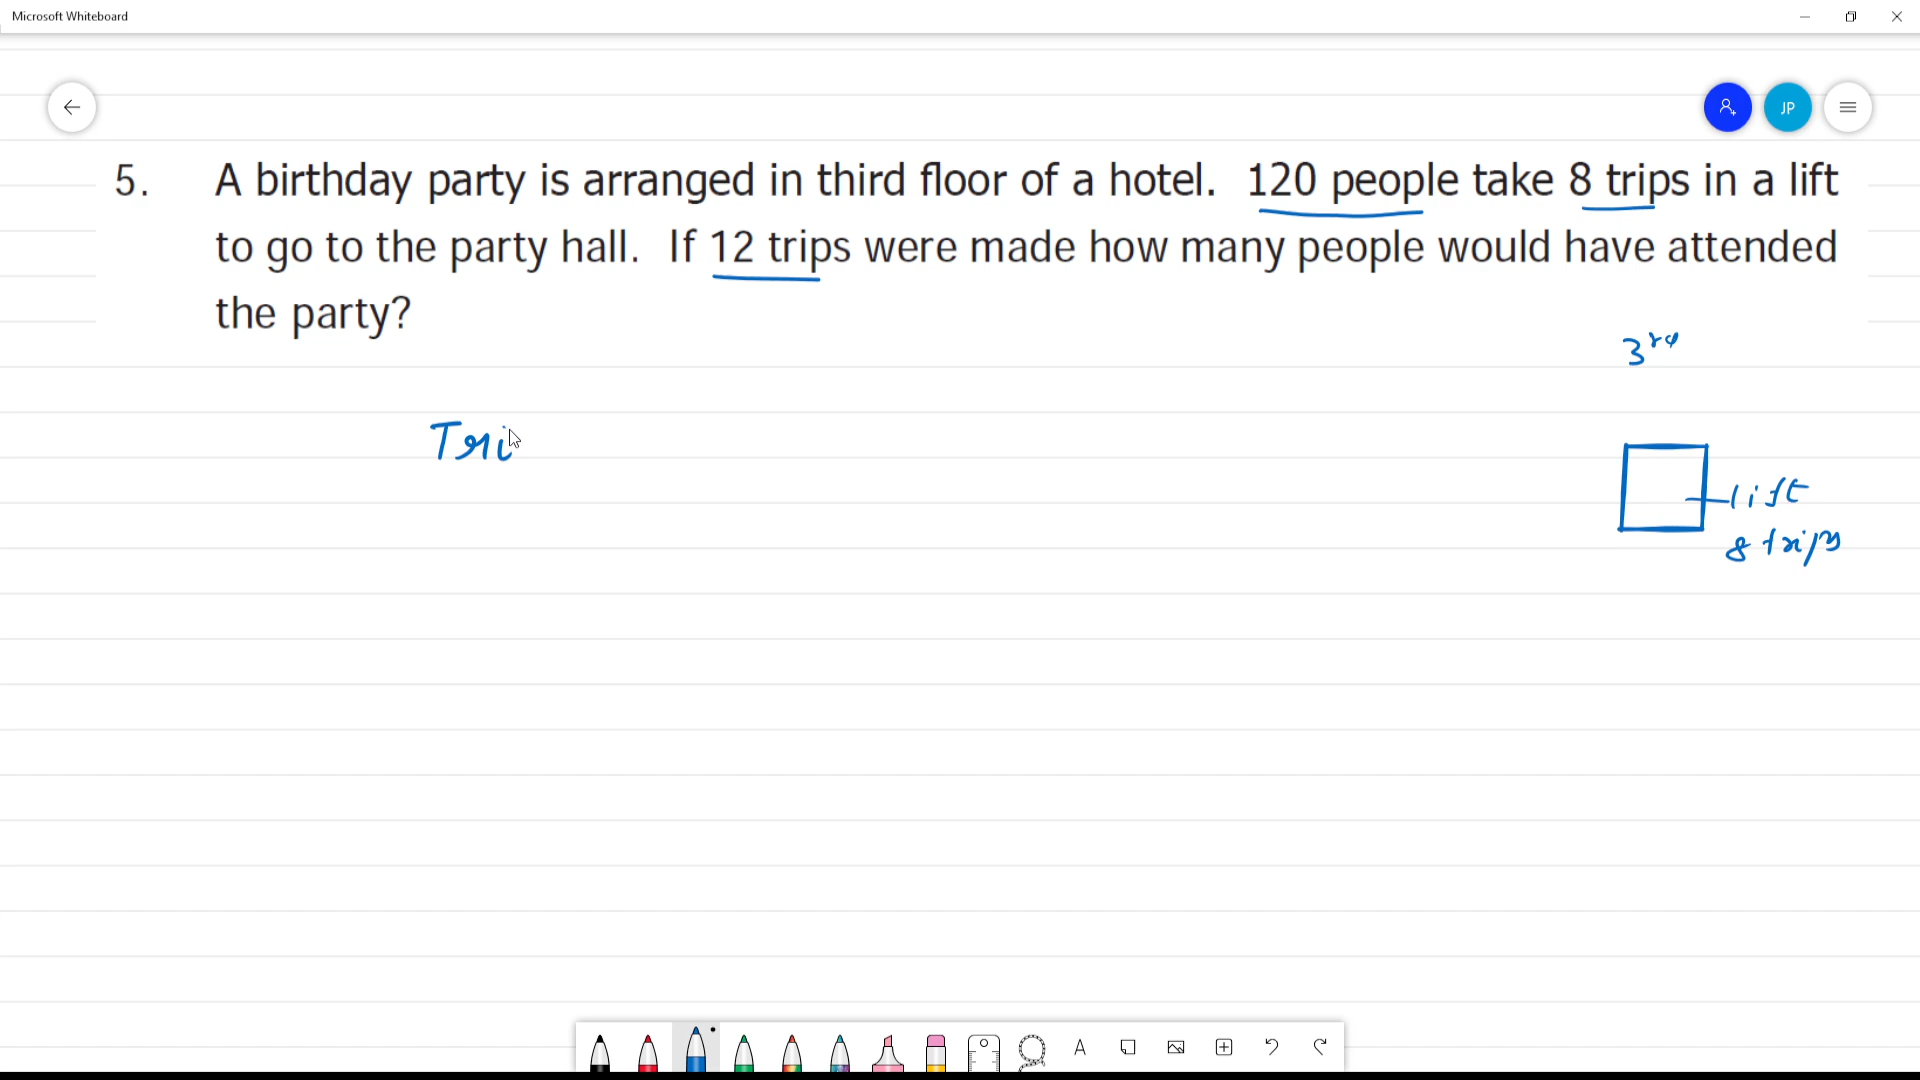 Microsoft Whiteboard
JP
5. A birthday party is arranged in third floor of a hotel. 120 people take 8 trips in a lift
to go to the party hall. If 12 trips were made how many people would have attended
the party?
3rd
Tri
lift
8 trips
A